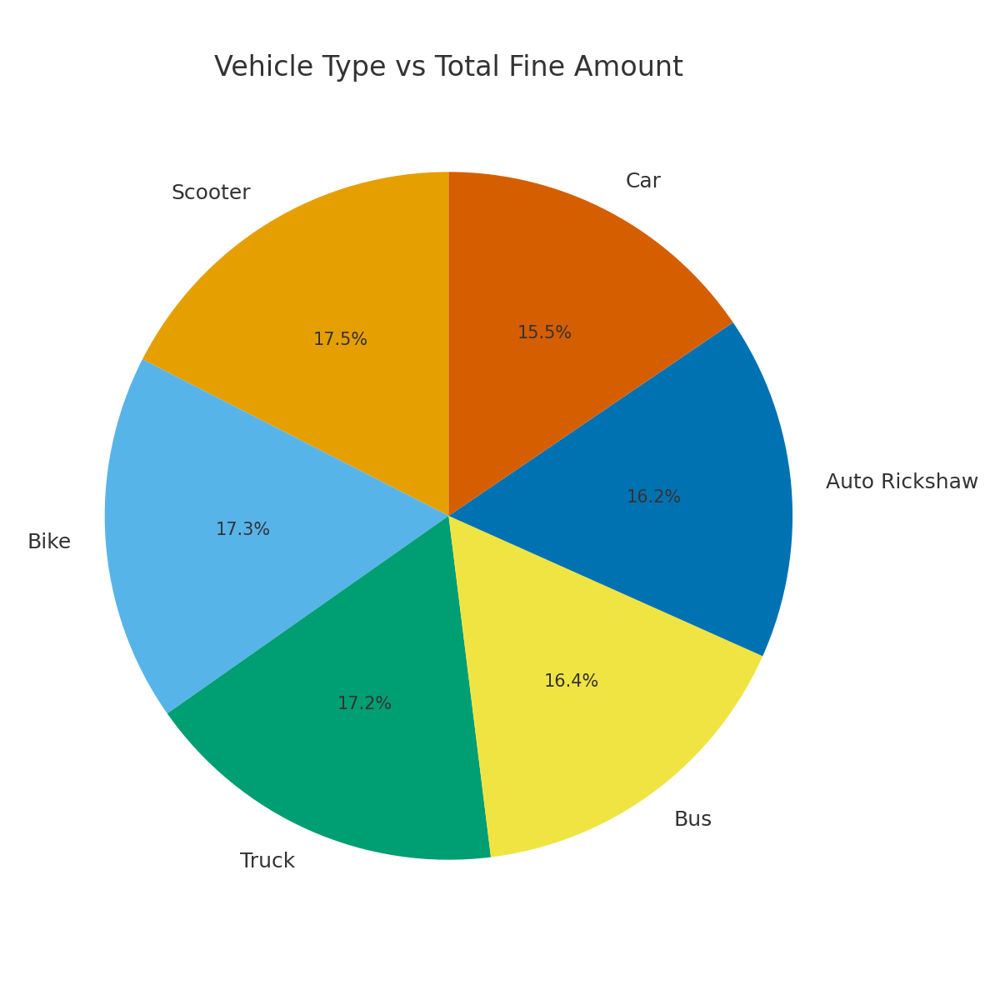 Vehicle Type vs Total Fine Amount
Scooter
Car
15.5%
17.5%
Auto Rickshaw
16.2%
17.3%
Bike
16.4%
17.2%
Bus
Truck